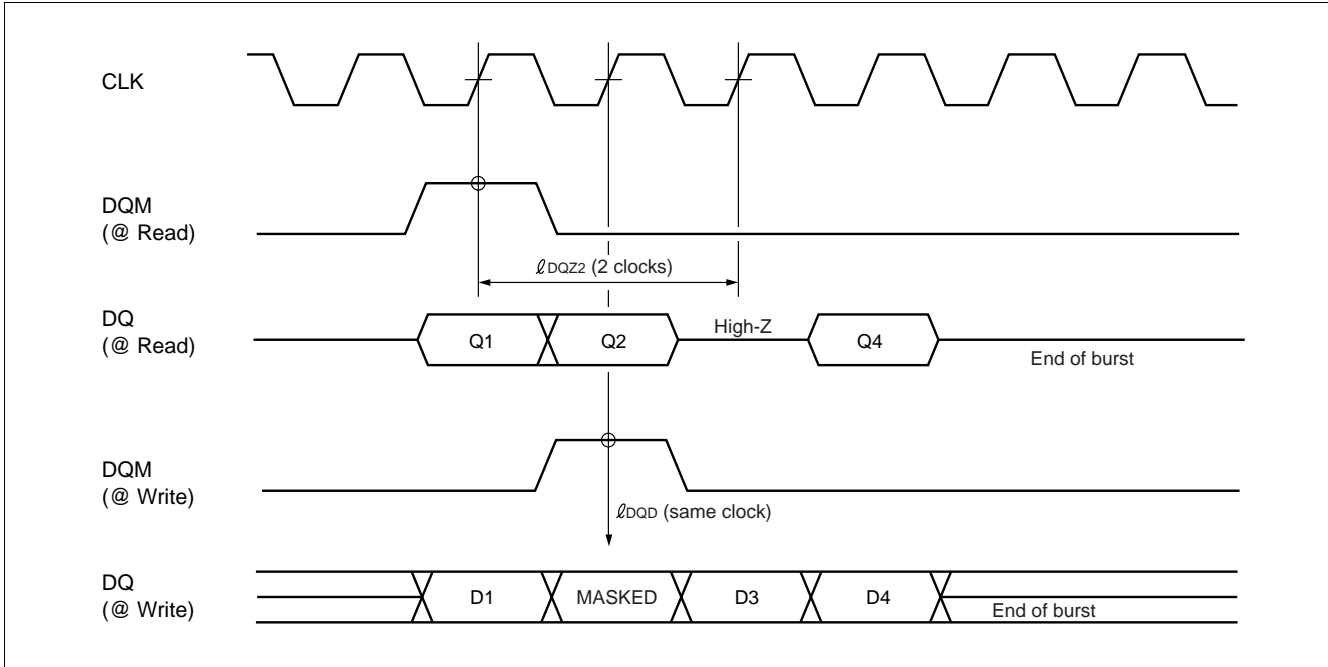 CLK
DQM
(@ Read)
ℓDQZ2 (2 clocks)
DQ
(@ Read)
Q1
Q2
High-Z
Q4
End of burst
DQM
(@ Write)
ℓDQD (same clock)
DQ
(@ Write)
D1
MASKED
D3
D4
End of burst